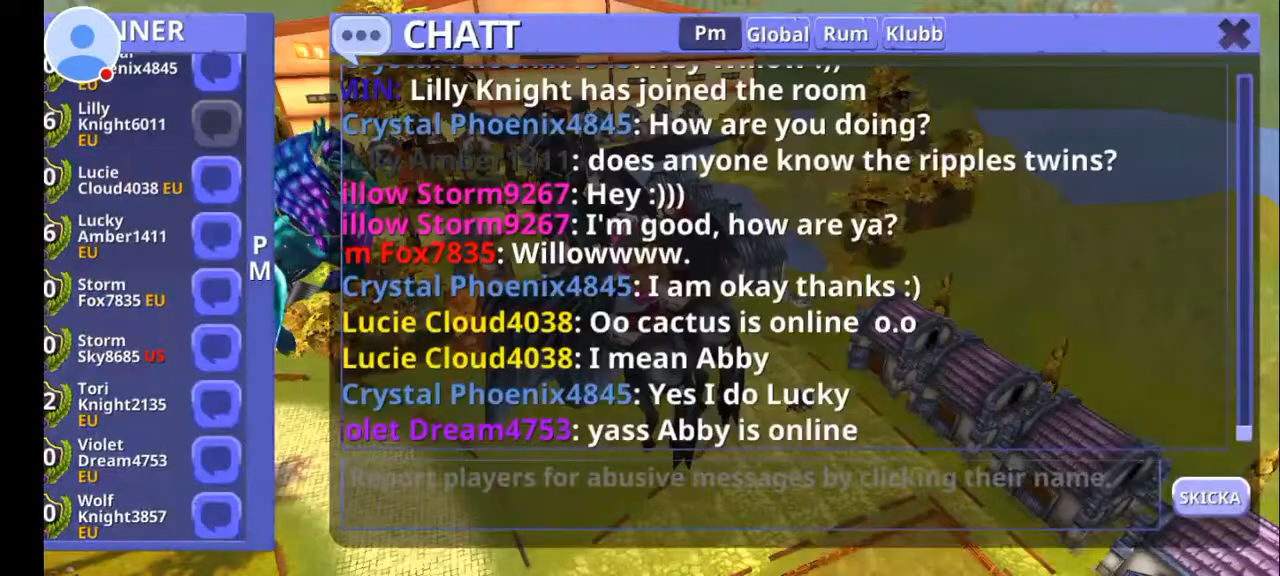 NNER
enix4845
EU
Lilly
Knight6011
EU
Lucie
Cloud4038 EU
Lucky
Amber1411
EU
Storm
Fox7835 EU
Storm
Sky8685 US
Tori
Knight2135
EU
Violet
Dream4753
EU
Wolf
Knight3857
EU
P
M
CHATT
Pm
Global
Rum
Klubb
MIN: Lilly Knight has joined the room
Crystal Phoenix4845: How are you doing?
Amber1411: does anyone know the ripples twins?
illow Storm9267: Hey :)))
illow Storm9267: I'm good, how are ya?
m Fox7835: Willowwww.
Crystal Phoenix4845: I am okay thanks :)
Lucie Cloud4038: Oo cactus is online o.o
Lucie Cloud4038: I mean Abby
Crystal Phoenix4845: Yes I do Lucky
olet Dream4753: yass Abby is online
Report players for abusive messages by clicking their name.
SKICKA